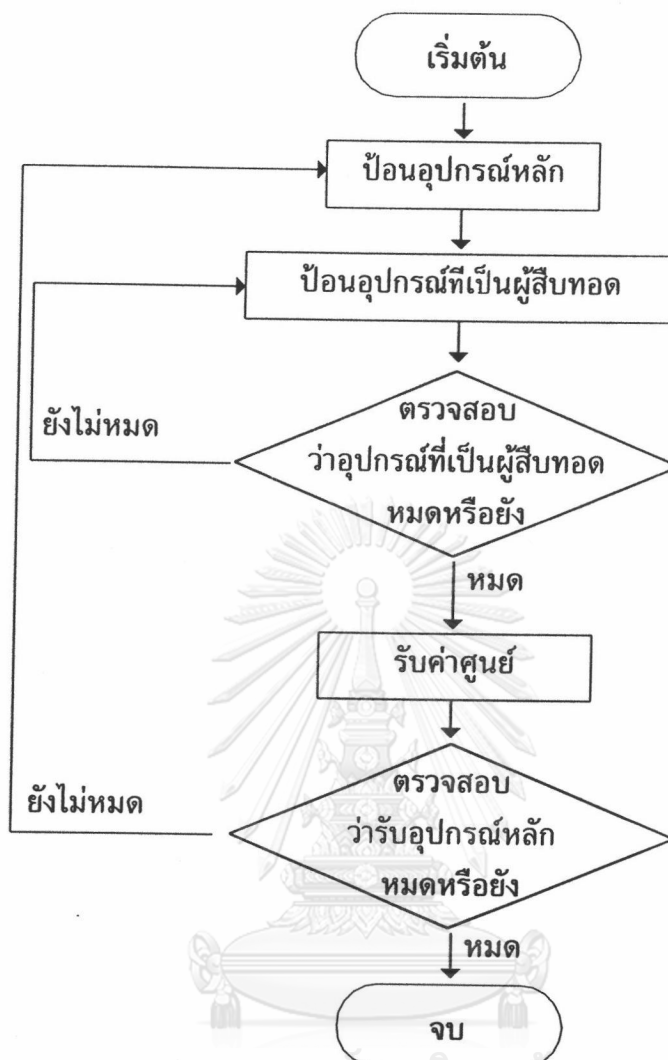 เริ่มต้น
ป้อนอุปกรณ์หลัก
ป้อนอุปกรณ์ที่เป็นผู้สืบทอด
ยังไม่หมด
ตรวจสอบ
ว่าอุปกรณ์ที่เป็นผู้สืบทอด
หมดหรือยัง
หมด
รับค่าศูนย์
ยังไม่หมด
ตรวจสอบ
ว่ารับอุปกรณ์หลัก
หมดหรือยัง
หมด
จบ